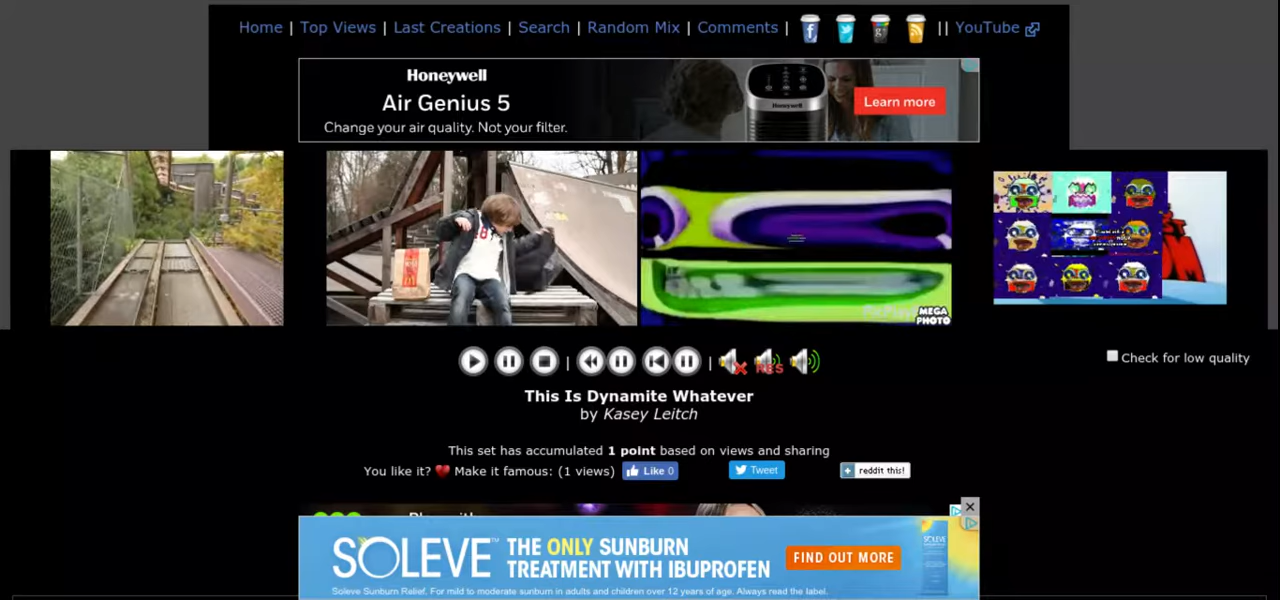 Home | Top Views | Last Creations | Search | Random Mix | Comments | || YouTube
Honeywell
Air Genius 5
Change your air quality. Not your filter.
Learn more
Honeywell
MEGA
PHOTO
RES
Check for low quality
This Is Dynamite Whatever
by Kasey Leitch
This set has accumulated 1 point based on views and sharing
You like it? Make it famous: (1 views) Like 0 Tweet reddit this!
SOLEVE™ THE ONLY SUNBURN
TREATMENT WITH IBUPROFEN
FIND OUT MORE
Soleve Sunburn Relief. For mild to moderate sunburn in adults and children over 12 years of age. Always read the label.